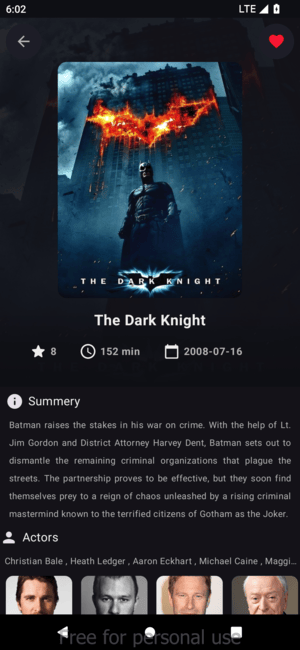 6:02
LTE
THE DARK KNIGHT
The Dark Knight
8
152 min
2008-07-16
Summery
Batman raises the stakes in his war on crime. With the help of Lt.
Jim Gordon and District Attorney Harvey Dent, Batman sets out to
dismantle the remaining criminal organizations that plague the
streets. The partnership proves to be effective, but they soon find
themselves prey to a reign of chaos unleashed by a rising criminal
mastermind known to the terrified citizens of Gotham as the Joker.
Actors
Christian Bale , Heath Ledger , Aaron Eckhart , Michael Caine , Maggi...
Free for personal use